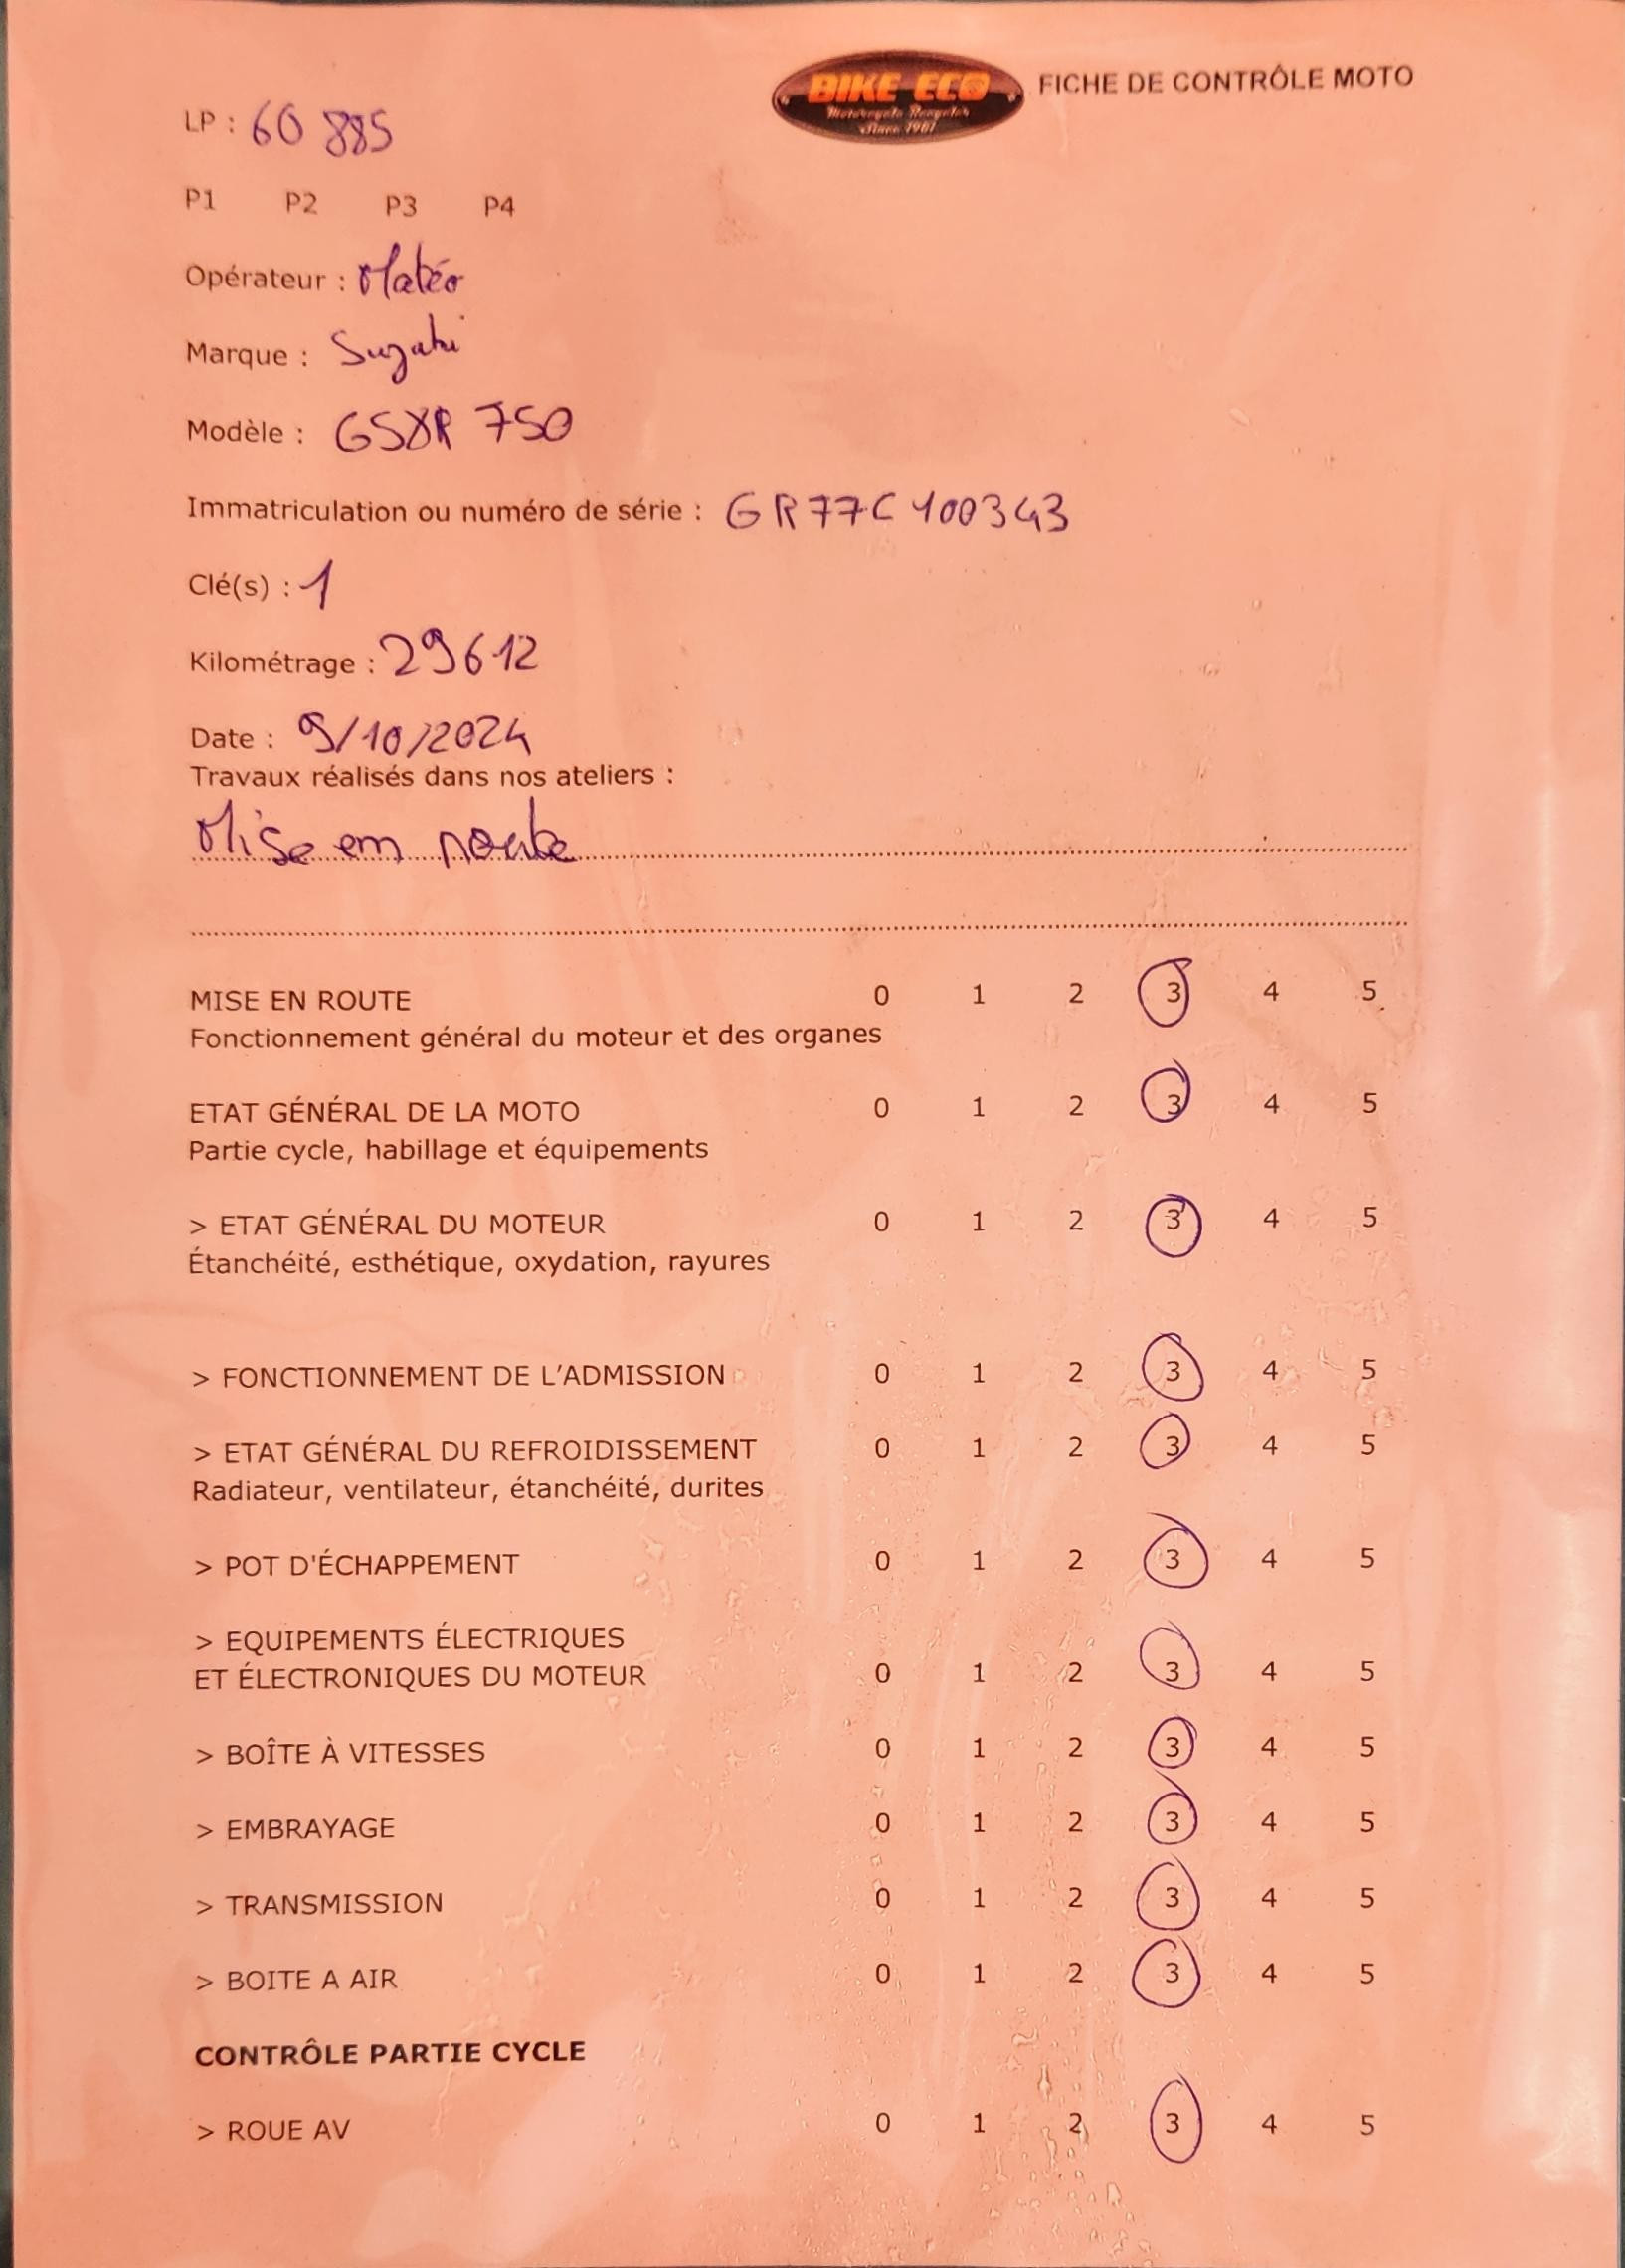 BIKE ECO
Motorcycle Recycler
Since 1987
FICHE DE CONTRÔLE MOTO
LP : 60 885
P1 P2 P3 P4
Opérateur : Matéo
Marque : Suzuki
Modèle : GSXR 750
Immatriculation ou numéro de série : GR77C100343
Clé(s) : 1
Kilométrage : 29612
Date : 9/10/2024
Travaux réalisés dans nos ateliers :
Mise en route
MISE EN ROUTE 0 1 2 3 4 5
Fonctionnement général du moteur et des organes
ETAT GÉNÉRAL DE LA MOTO 0 1 2 3 4 5
Partie cycle, habillage et équipements
> ETAT GÉNÉRAL DU MOTEUR 0 1 2 3 4 5
Étanchéité, esthétique, oxydation, rayures
> FONCTIONNEMENT DE L'ADMISSION 0 1 2 3 4 5
> ETAT GÉNÉRAL DU REFROIDISSEMENT 0 1 2 3 4 5
Radiateur, ventilateur, étanchéité, durites
> POT D'ÉCHAPPEMENT 0 1 2 3 4 5
> EQUIPEMENTS ÉLECTRIQUES
ET ÉLECTRONIQUES DU MOTEUR 0 1 2 3 4 5
> BOÎTE À VITESSES 0 1 2 3 4 5
> EMBRAYAGE 0 1 2 3 4 5
> TRANSMISSION 0 1 2 3 4 5
> BOITE A AIR 0 1 2 3 4 5
CONTRÔLE PARTIE CYCLE
> ROUE AV 0 1 2 3 4 5